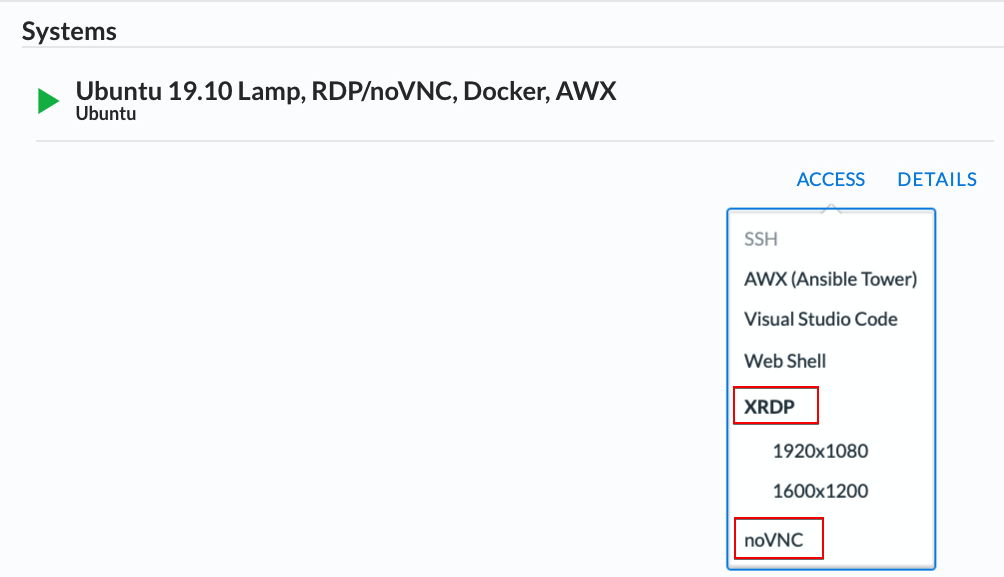 Systems
Ubuntu 19.10 Lamp, RDP/noVNC, Docker, AWX
Ubuntu
ACCESS DETAILS
SSH
AWX (Ansible Tower)
Visual Studio Code
Web Shell
XRDP
1920x1080
1600x1200
noVNC